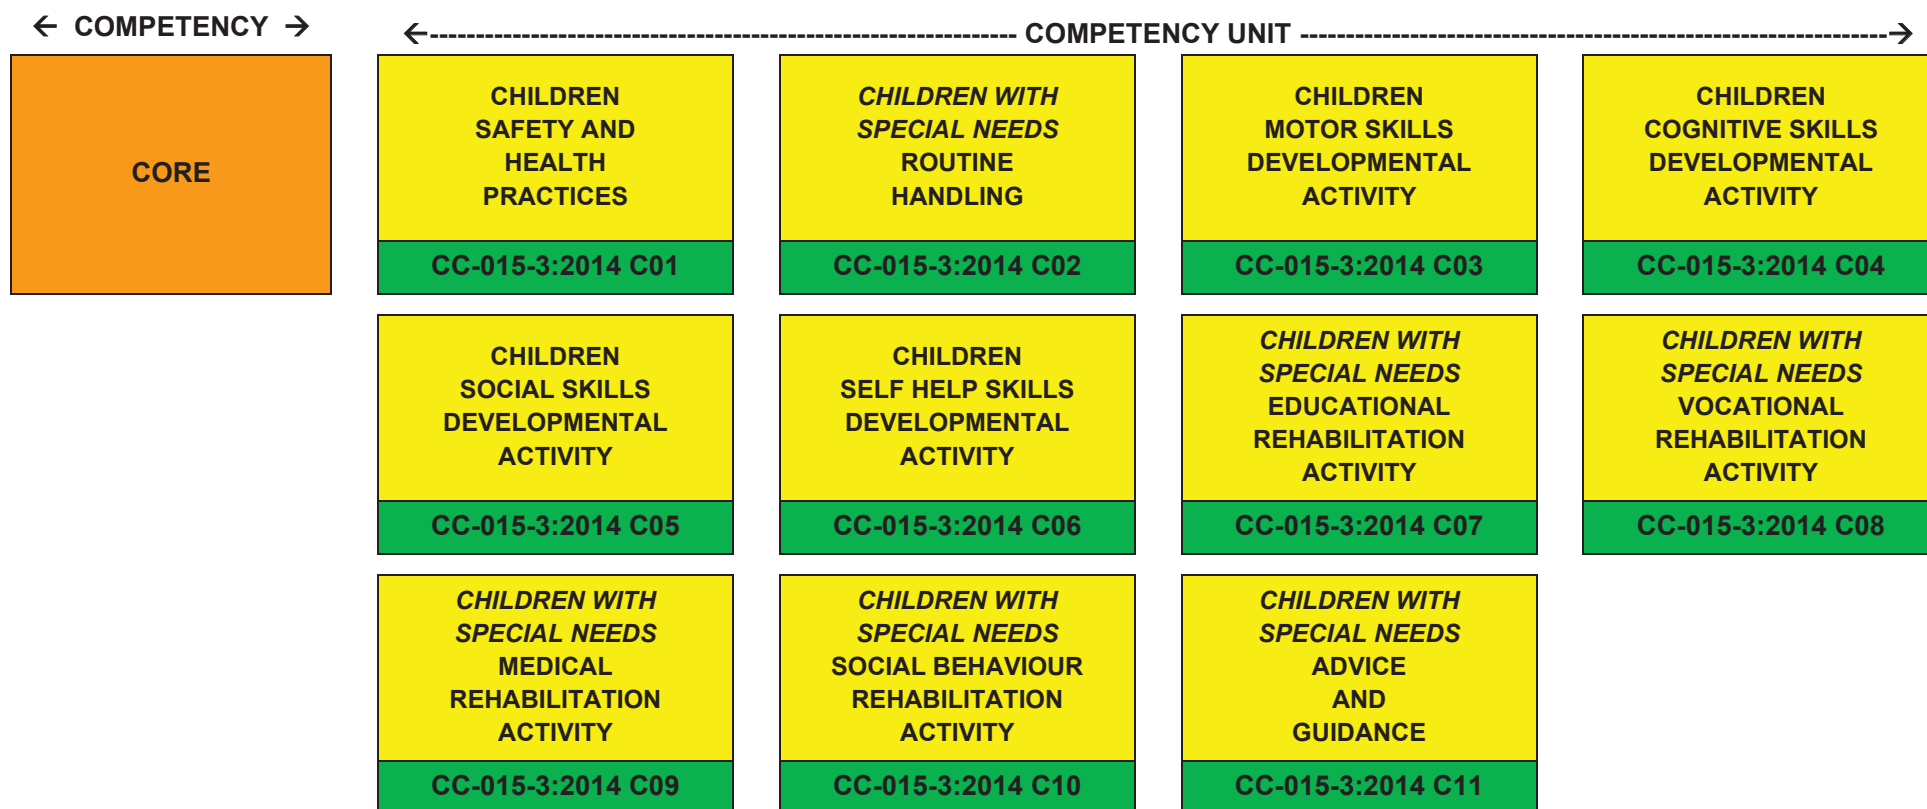 ← COMPETENCY →
←---------------------------------------------------------------- COMPETENCY UNIT ----------------------------------------------------------------→
CORE
CHILDREN
SAFETY AND
HEALTH
PRACTICES
CC-015-3:2014 C01
CHILDREN WITH
SPECIAL NEEDS
ROUTINE
HANDLING
CC-015-3:2014 C02
CHILDREN
MOTOR SKILLS
DEVELOPMENTAL
ACTIVITY
CC-015-3:2014 C03
CHILDREN
COGNITIVE SKILLS
DEVELOPMENTAL
ACTIVITY
CC-015-3:2014 C04
CHILDREN
SOCIAL SKILLS
DEVELOPMENTAL
ACTIVITY
CC-015-3:2014 C05
CHILDREN
SELF HELP SKILLS
DEVELOPMENTAL
ACTIVITY
CC-015-3:2014 C06
CHILDREN WITH
SPECIAL NEEDS
EDUCATIONAL
REHABILITATION
ACTIVITY
CC-015-3:2014 C07
CHILDREN WITH
SPECIAL NEEDS
VOCATIONAL
REHABILITATION
ACTIVITY
CC-015-3:2014 C08
CHILDREN WITH
SPECIAL NEEDS
MEDICAL
REHABILITATION
ACTIVITY
CC-015-3:2014 C09
CHILDREN WITH
SPECIAL NEEDS
SOCIAL BEHAVIOUR
REHABILITATION
ACTIVITY
CC-015-3:2014 C10
CHILDREN WITH
SPECIAL NEEDS
ADVICE
AND
GUIDANCE
CC-015-3:2014 C11